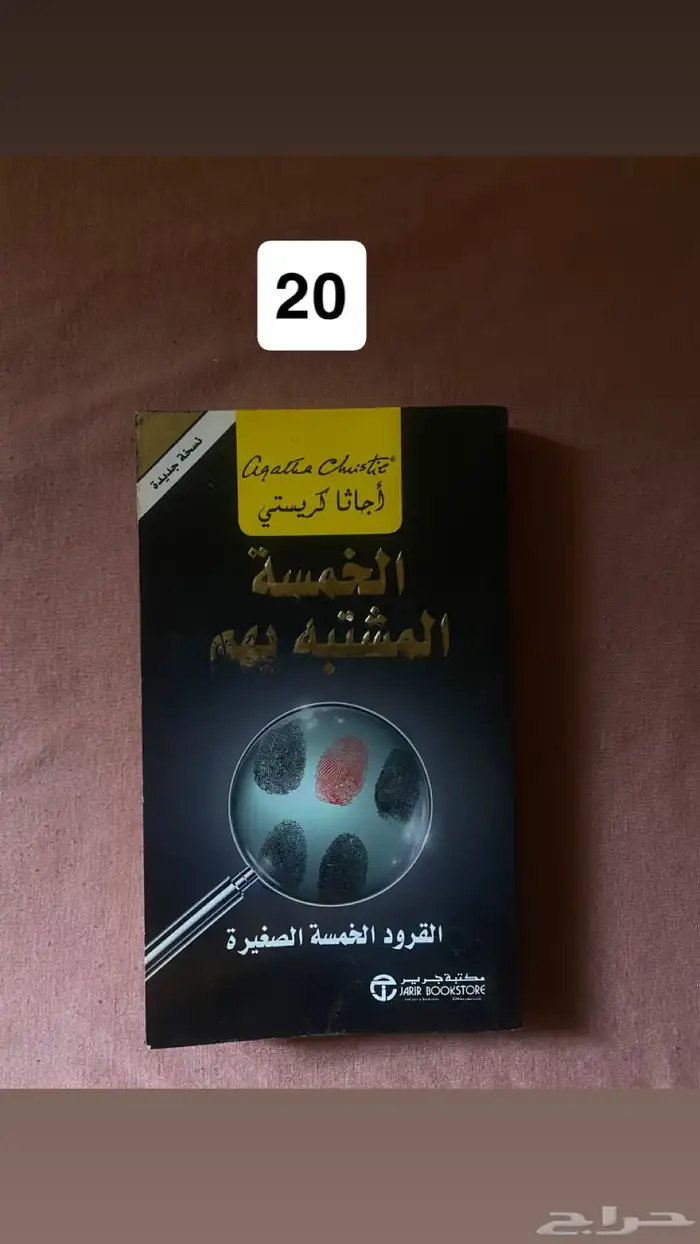 20
نسخة جديدة
Agatha Christie®
أجاثا كريستي
الخمسة
المشتبه بهم
القرود الخمسة الصغيرة
مكتبة جرير
JARIR BOOKSTORE
حراج